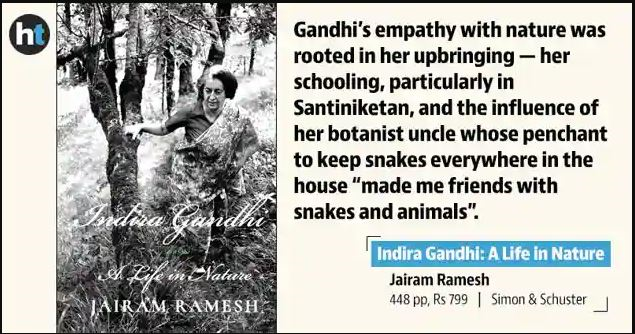 ht
Indira Gandhi
A Life in Nature
JAIRAM RAMESH
Gandhi's empathy with nature was
rooted in her upbringing — her
schooling, particularly in
Santiniketan, and the influence of
her botanist uncle whose penchant
to keep snakes everywhere in the
house “made me friends with
snakes and animals”.
Indira Gandhi: A Life in Nature
Jairam Ramesh
448 pp, Rs 799 | Simon & Schuster